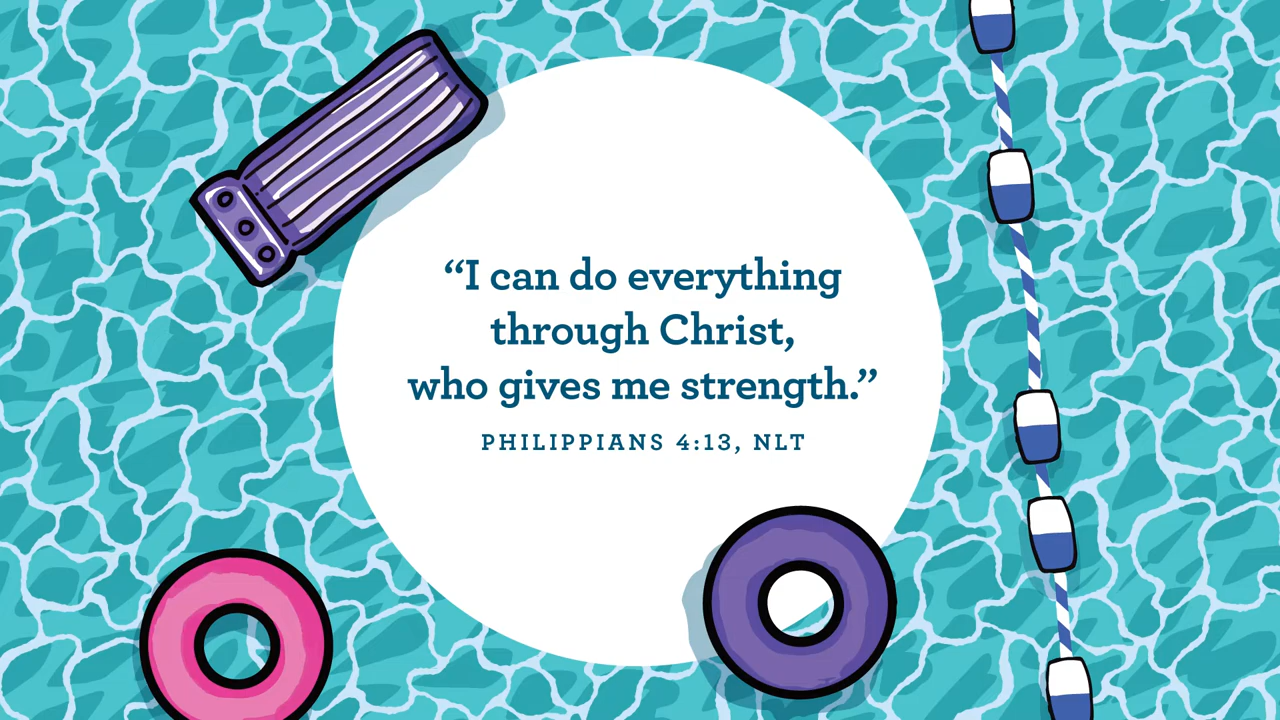 “I can do everything
through Christ,
who gives me strength.”
PHILIPPIANS 4:13, NLT